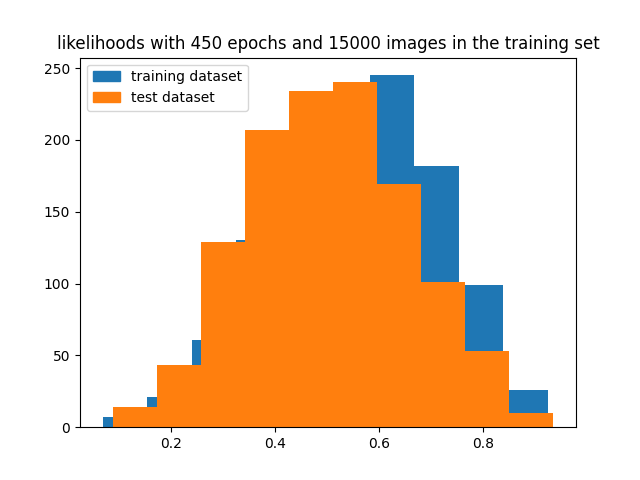 likelihoods with 450 epochs and 15000 images in the training set
training dataset
test dataset
250
200
150
100
50
0
0.2 0.4 0.6 0.8